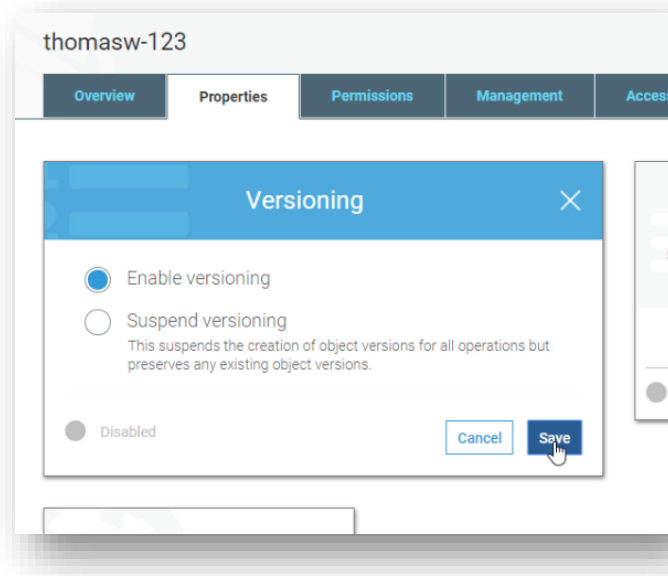 thomasw-123
Overview Properties Permissions Management Access
Versioning
Enable versioning
Suspend versioning
This suspends the creation of object versions for all operations but
preserves any existing object versions.
Disabled Cancel Save